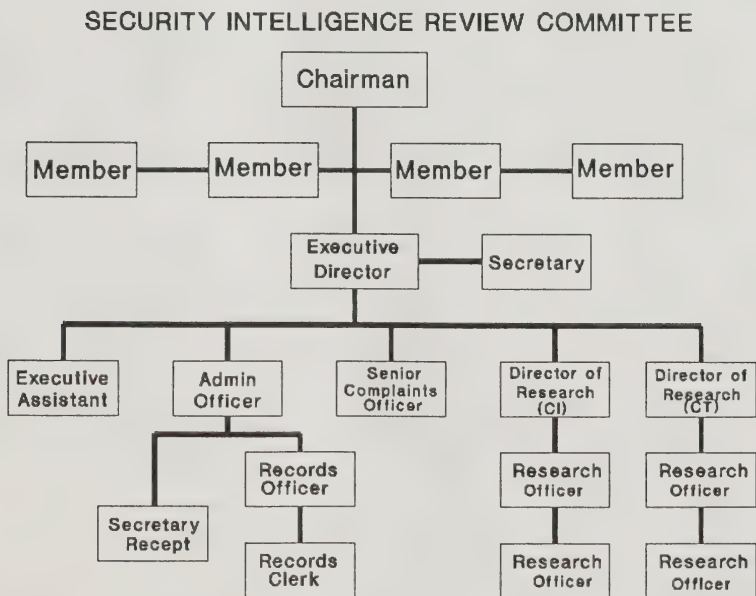 SECURITY INTELLIGENCE REVIEW COMMITTEE
Chairman
Member
Member
Member
Member
Executive
Director
Secretary
Executive
Assistant
Admin
Officer
Senior
Complaints
Officer
Director of
Research
(CI)
Director of
Research
(CT)
Records
Officer
Research
Officer
Research
Officer
Secretary
Recept
Records
Clerk
Research
Officer
Research
Officer